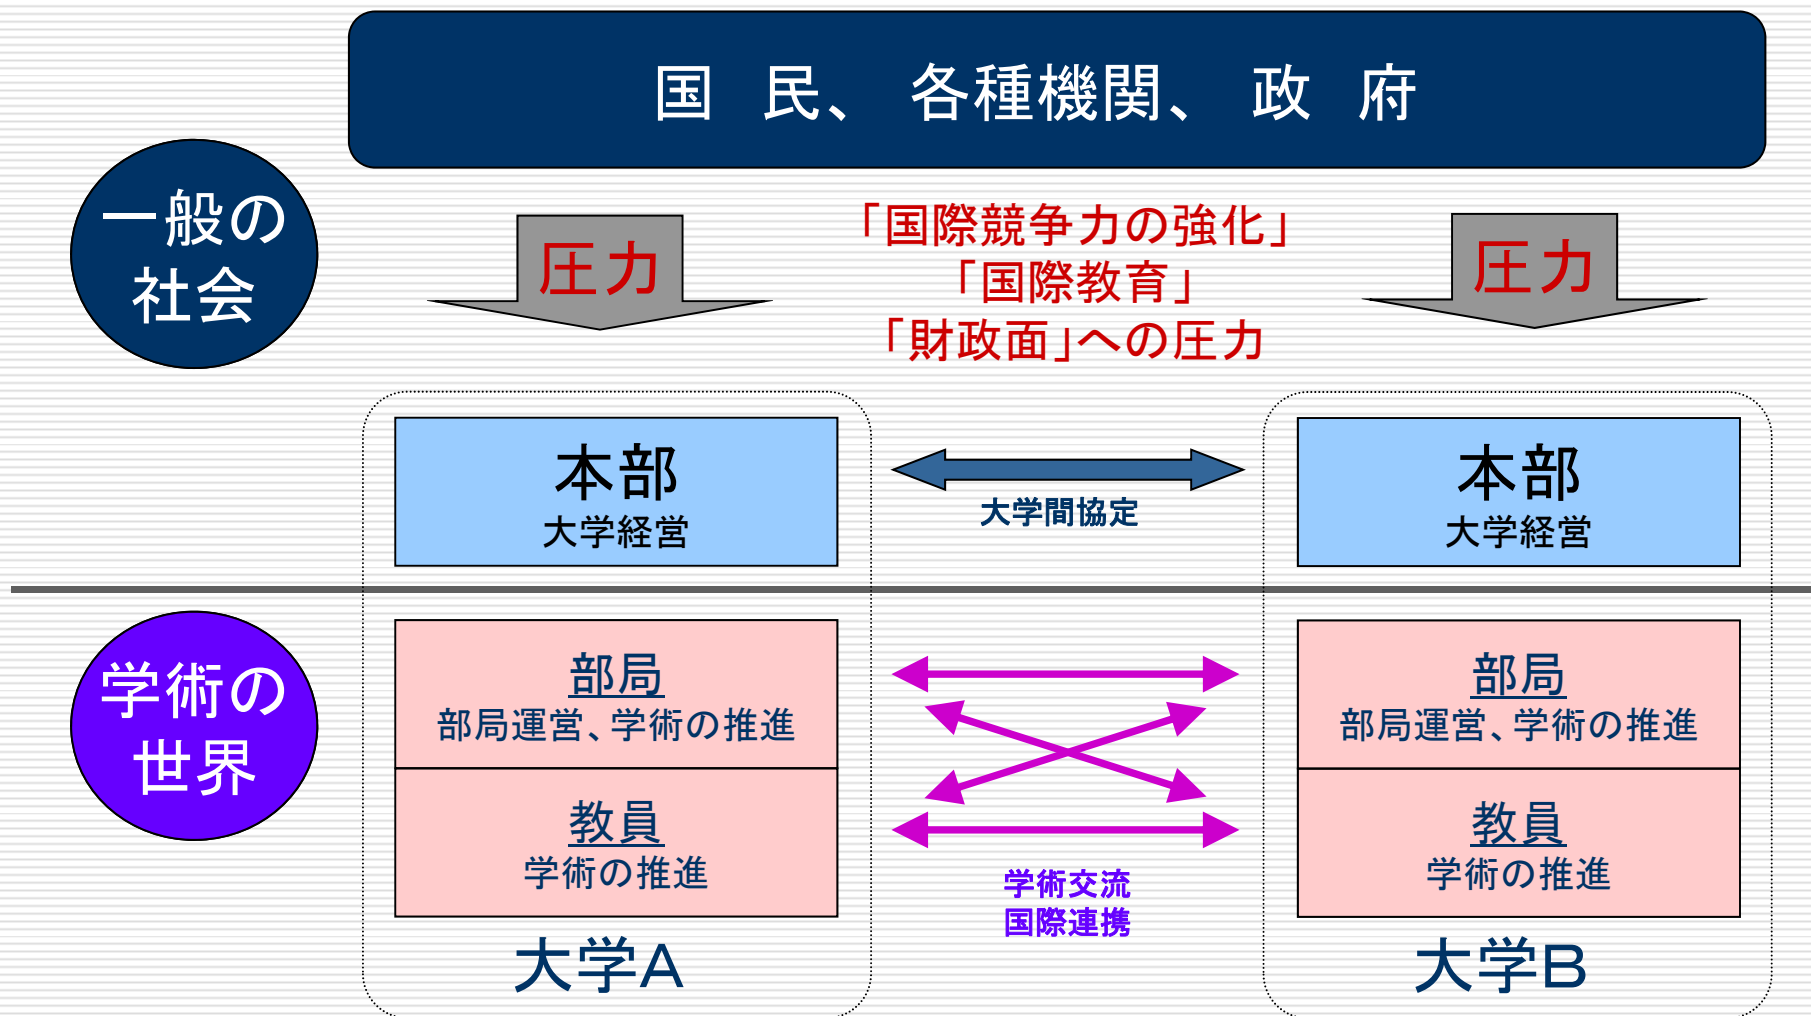 国　民、 各種機関、 政　府
一般の
社会
圧力
「国際競争力の強化」
「国際教育」
「財政面」への圧力
圧力
本部
大学経営
大学間協定
本部
大学経営
学術の
世界
部局
部局運営、学術の推進
教員
学術の推進
学術交流
国際連携
部局
部局運営、学術の推進
教員
学術の推進
大学A
大学B